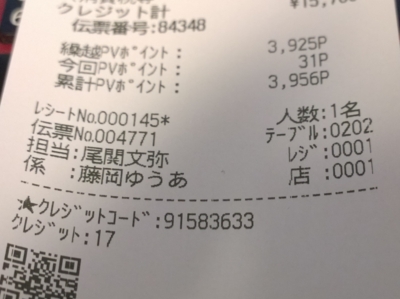 クレジット計
伝票番号:84348
繰越PVﾎﾟｲﾝﾄ: 3,925P
今回PVﾎﾟｲﾝﾄ: 31P
累計PVﾎﾟｲﾝﾄ: 3,956P
ﾚｼｰﾄNo.000145* 人数:1名
伝票No.004771 ﾃｰﾌﾞﾙ:0202
担当:尾関文弥 ﾚｼﾞ:0001
係 :藤岡ゆうあ 店 :0001
★ｸﾚｼﾞｯﾄｺｰﾄﾞ:91583633
ｸﾚｼﾞｯﾄ:17